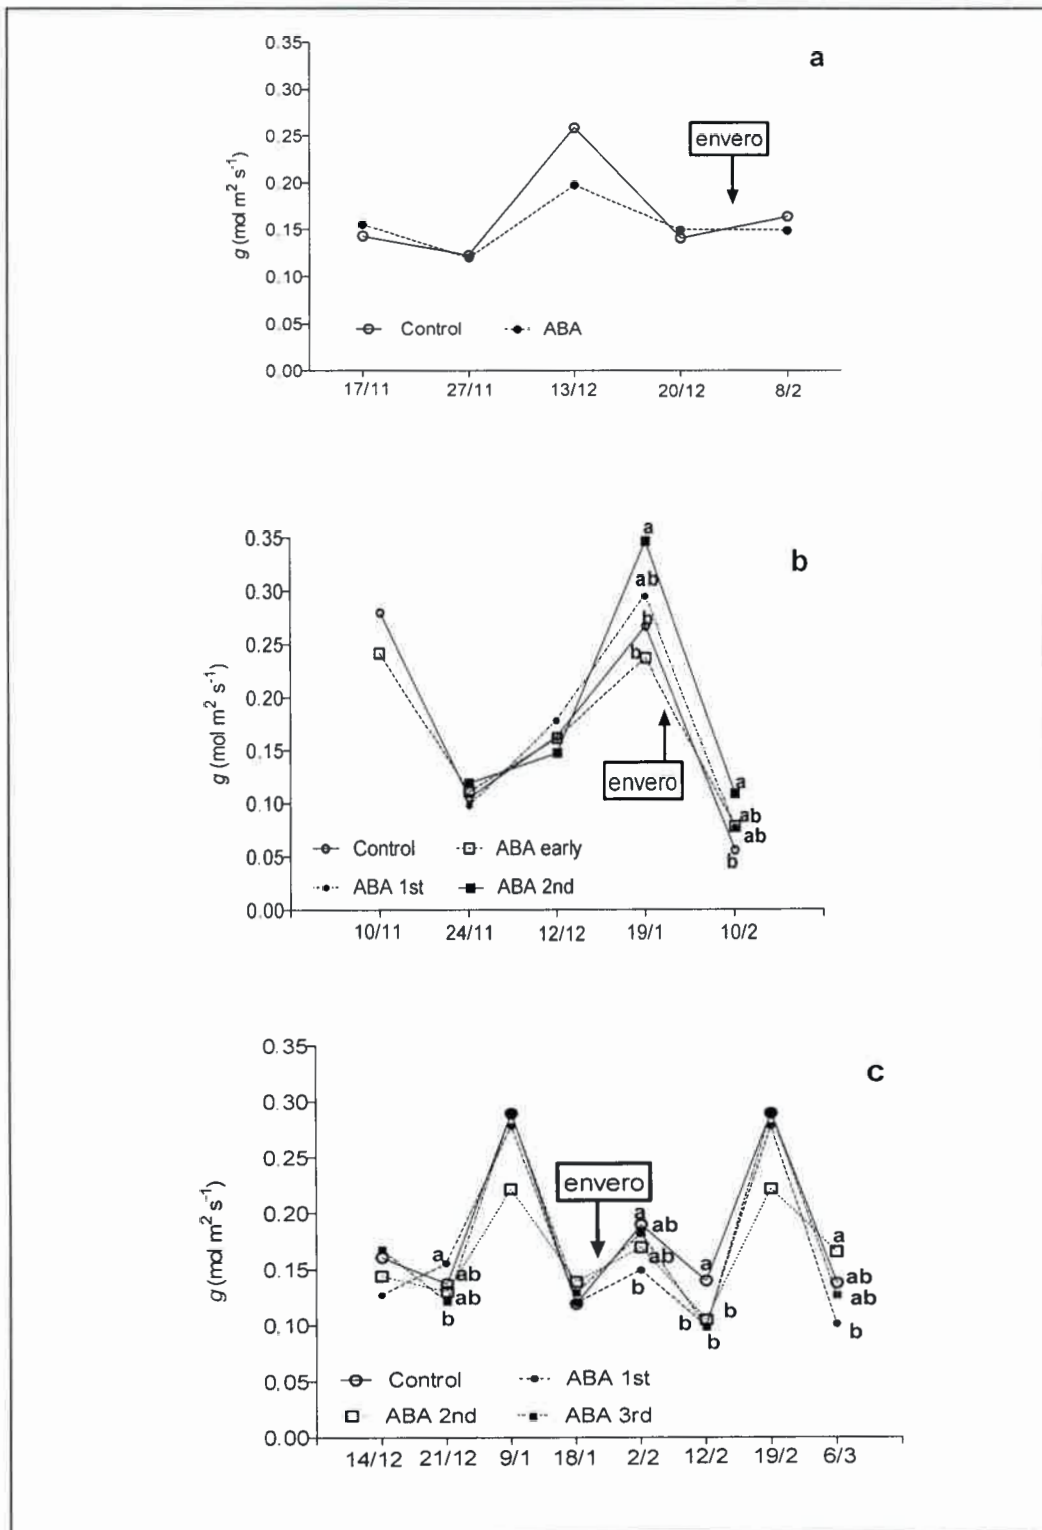 a
0.35
0.30
0.25
0.20
0.15
0.10
0.05
0.00
g (mol m² s⁻¹)
envero
Control
ABA
17/11 27/11 13/12 20/12 8/2
b
0.35
0.30
0.25
0.20
0.15
0.10
0.05
0.00
g (mol m² s⁻¹)
a
ab
b
b
envero
a
ab
ab
b
Control
ABA early
ABA 1st
ABA 2nd
10/11 24/11 12/12 19/1 10/2
c
0.35
0.30
0.25
0.20
0.15
0.10
0.05
0.00
g (mol m² s⁻¹)
envero
a
ab
ab
b
a
ab
ab
b
a
b
b
b
a
ab
ab
b
Control
ABA 1st
ABA 2nd
ABA 3rd
14/12 21/12 9/1 18/1 2/2 12/2 19/2 6/3